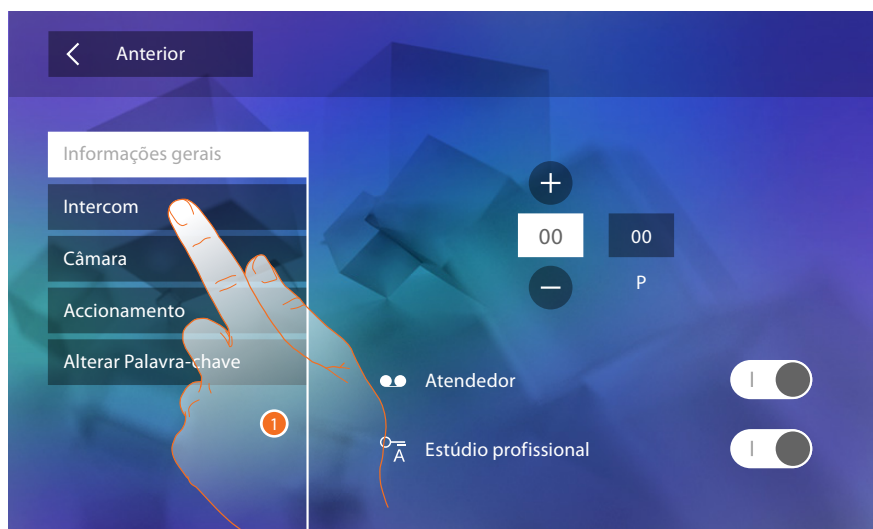 Anterior
Informações gerais
Intercom
Câmara
Accionamento
Alterar Palavra-chave
1
00 00
P
Atendedor
A Estúdio profissional